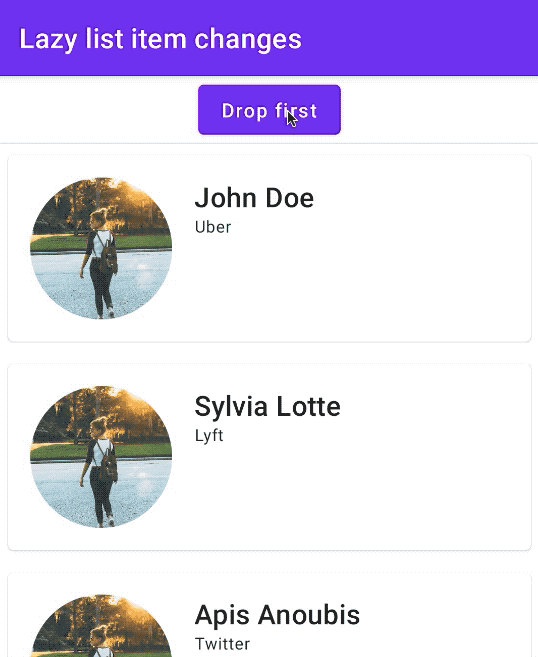 Lazy list item changes
Drop first
John Doe
Uber
Sylvia Lotte
Lyft
Apis Anoubis
Twitter